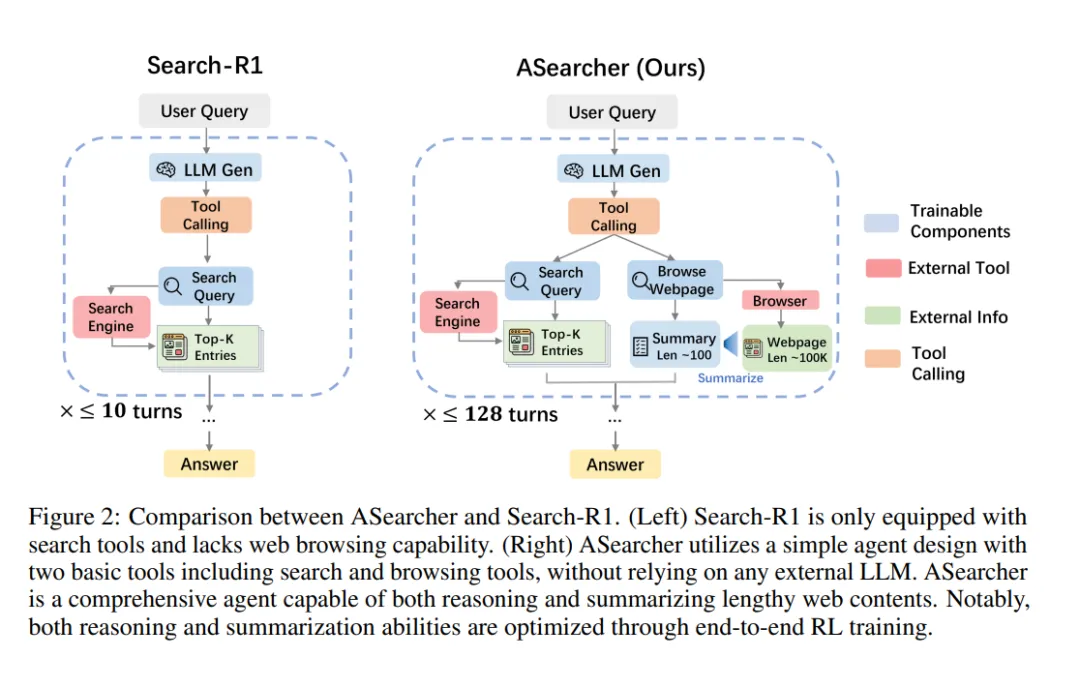 Search-R1
User Query
LLM Gen
Tool
Calling
Search
Query
Search
Engine
Top-K
Entries
× ≤ 10 turns
...
Answer
ASearcher (Ours)
User Query
LLM Gen
Tool
Calling
Search
Query
Browse
Webpage
Search
Engine
Browser
Top-K
Entries
Summary
Len ~100
Webpage
Len ~100K
Summarize
× ≤ 128 turns
...
Answer
Trainable
Components
External Tool
External Info
Tool
Calling
Figure 2: Comparison between ASearcher and Search-R1. (Left) Search-R1 is only equipped with
search tools and lacks web browsing capability. (Right) ASearcher utilizes a simple agent design with
two basic tools including search and browsing tools, without relying on any external LLM. ASearcher
is a comprehensive agent capable of both reasoning and summarizing lengthy web contents. Notably,
both reasoning and summarization abilities are optimized through end-to-end RL training.